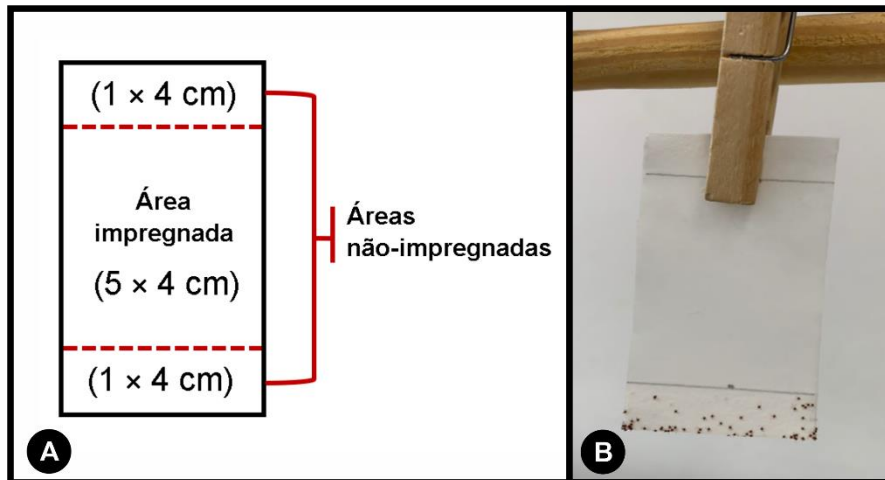 (1 × 4 cm)
Área
impregnada
(5 × 4 cm)
(1 × 4 cm)
Áreas
não-impregnadas
A
B